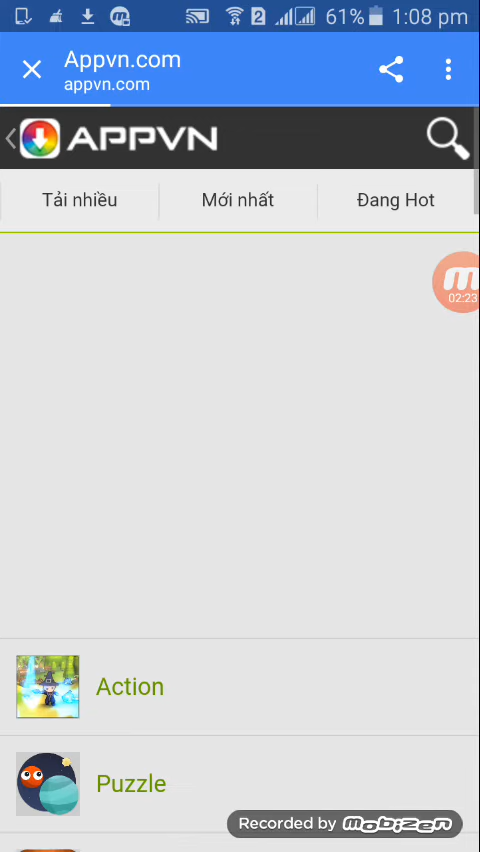 2 61% 1:08 pm
Appvn.com
appvn.com
APPVN
Tải nhiều Mới nhất Đang Hot
02:23
Action
Puzzle
Recorded by mobizen